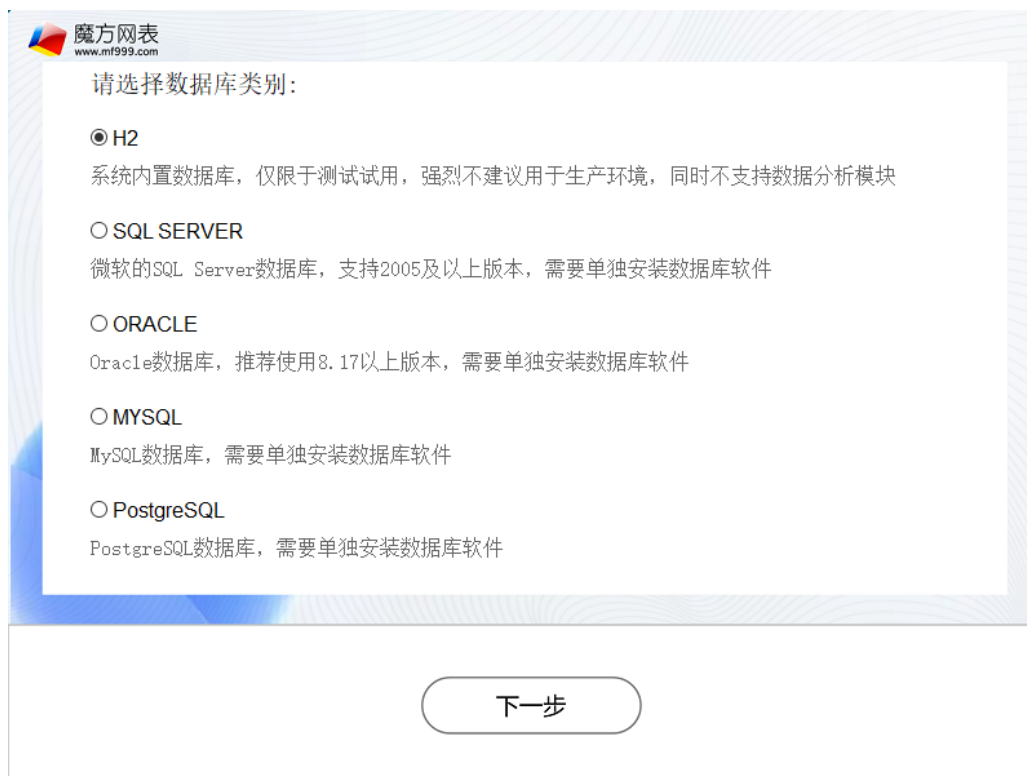 魔方网表
www.mf999.com
请选择数据库类别:
H2
系统内置数据库，仅限于测试试用，强烈不建议用于生产环境，同时不支持数据分析模块
SQL SERVER
微软的SQL Server数据库，支持2005及以上版本，需要单独安装数据库软件
ORACLE
Oracle数据库，推荐使用8.17以上版本，需要单独安装数据库软件
MYSQL
MySQL数据库，需要单独安装数据库软件
PostgreSQL
PostgreSQL数据库，需要单独安装数据库软件
下一步